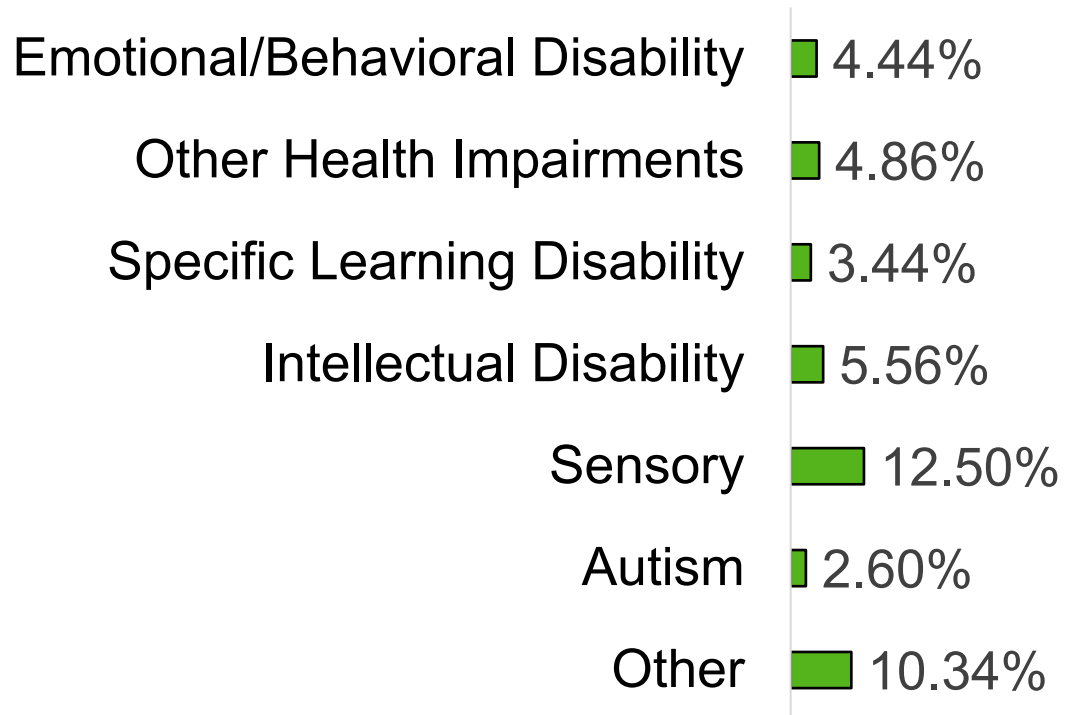 Emotional/Behavioral Disability 4.44%
Other Health Impairments 4.86%
Specific Learning Disability 3.44%
Intellectual Disability 5.56%
Sensory 12.50%
Autism 2.60%
Other 10.34%